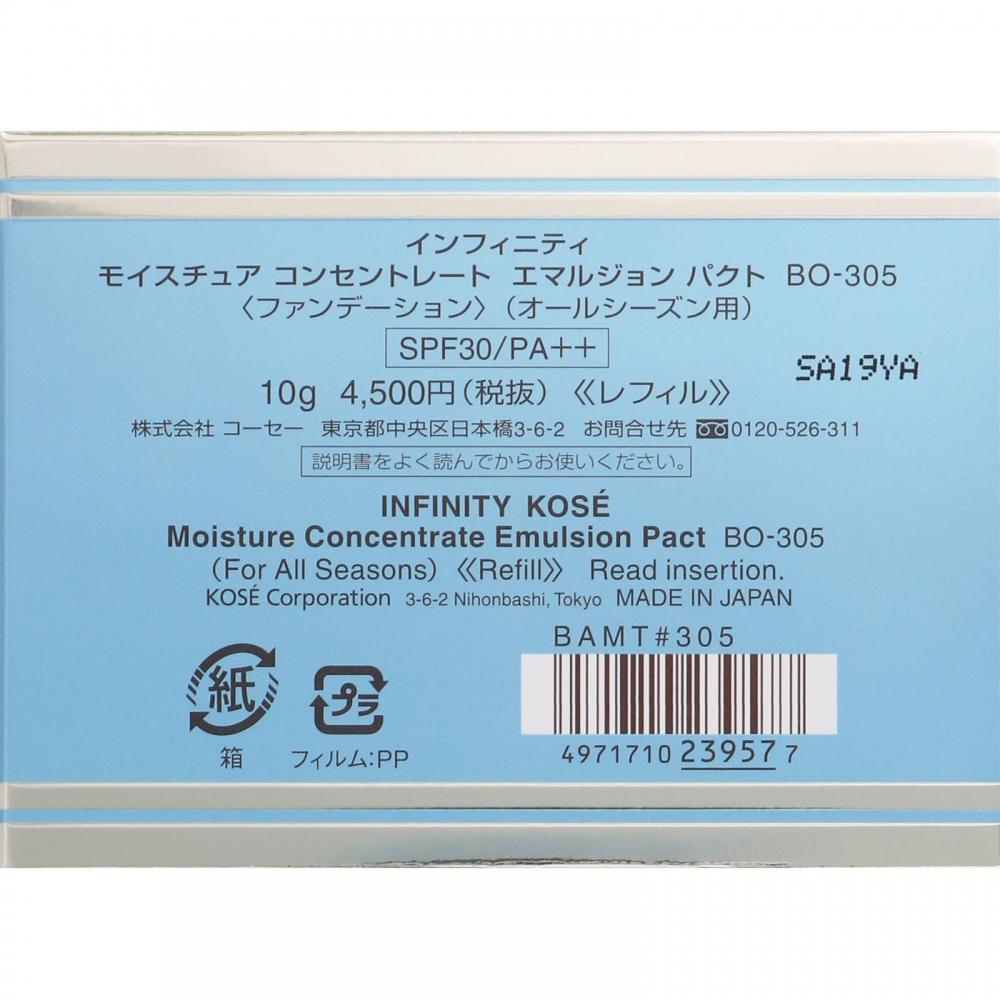 インフィニティ
モイスチュア コンセントレート エマルジョン パクト BO-305
〈ファンデーション〉(オールシーズン用)
SPF30/PA++
SA19YA
10g 4,500円(税抜)《レフィル》
株式会社 コーセー 東京都中央区日本橋3-6-2 お問合せ先 0120-526-311
説明書をよく読んでからお使いください。
INFINITY KOSÉ
Moisture Concentrate Emulsion Pact BO-305
(For All Seasons)《Refill》 Read insertion.
KOSÉ Corporation 3-6-2 Nihonbashi, Tokyo MADE IN JAPAN
BAMT#305
紙
プラ
箱
フィルム:PP
4971710 23957 7